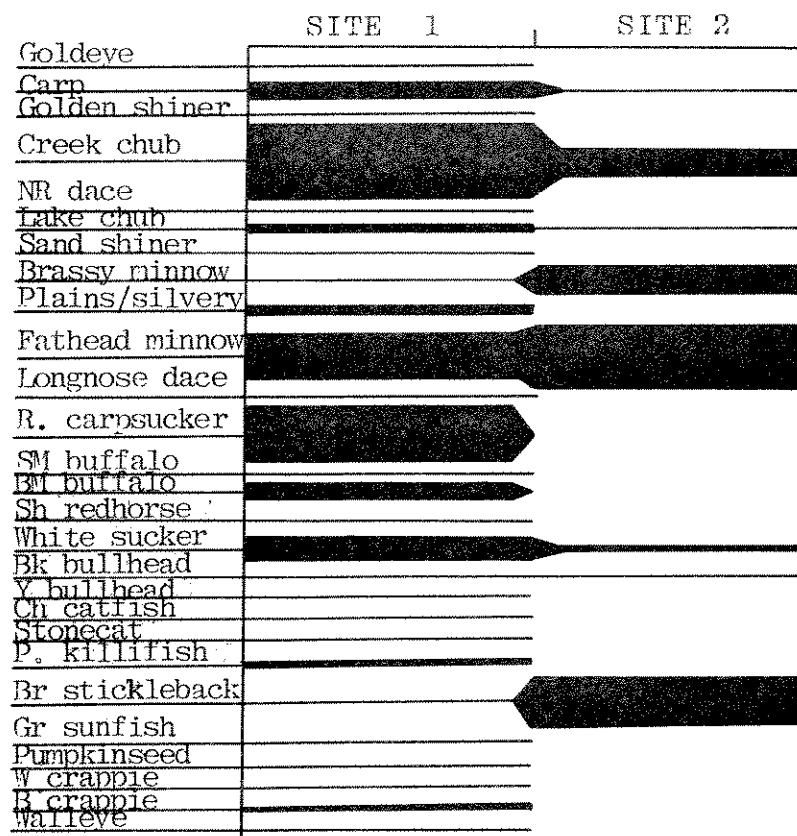 SITE 1 SITE 2
Goldeye
Carp
Golden shiner
Creek chub
NR dace
Lake chub
Sand shiner
Brassy minnow
Plains/silvery
Fathead minnow
Longnose dace
R. carpsucker
SM buffalo
BM buffalo
Sh redhorse
White sucker
Bk bullhead
Y bullhead
Ch catfish
Stonecat
P. killifish
Br stickleback
Gr sunfish
Pumpkinseed
W crappie
B crappie
Walleye